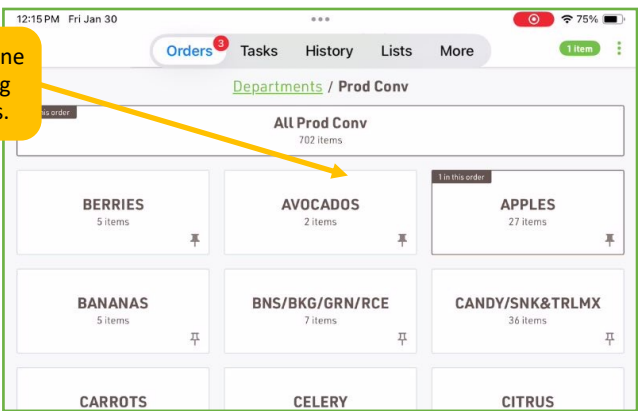 12:15 PM Fri Jan 30
75%
Orders 3 Tasks History Lists More
1 item
ne
g
s.
Departments / Prod Conv
is order
All Prod Conv
702 items
BERRIES
5 items
AVOCADOS
2 items
1 in this order
APPLES
27 items
BANANAS
5 items
BNS/BKG/GRN/RCE
7 items
CANDY/SNK&TRLMX
36 items
CARROTS
CELERY
CITRUS